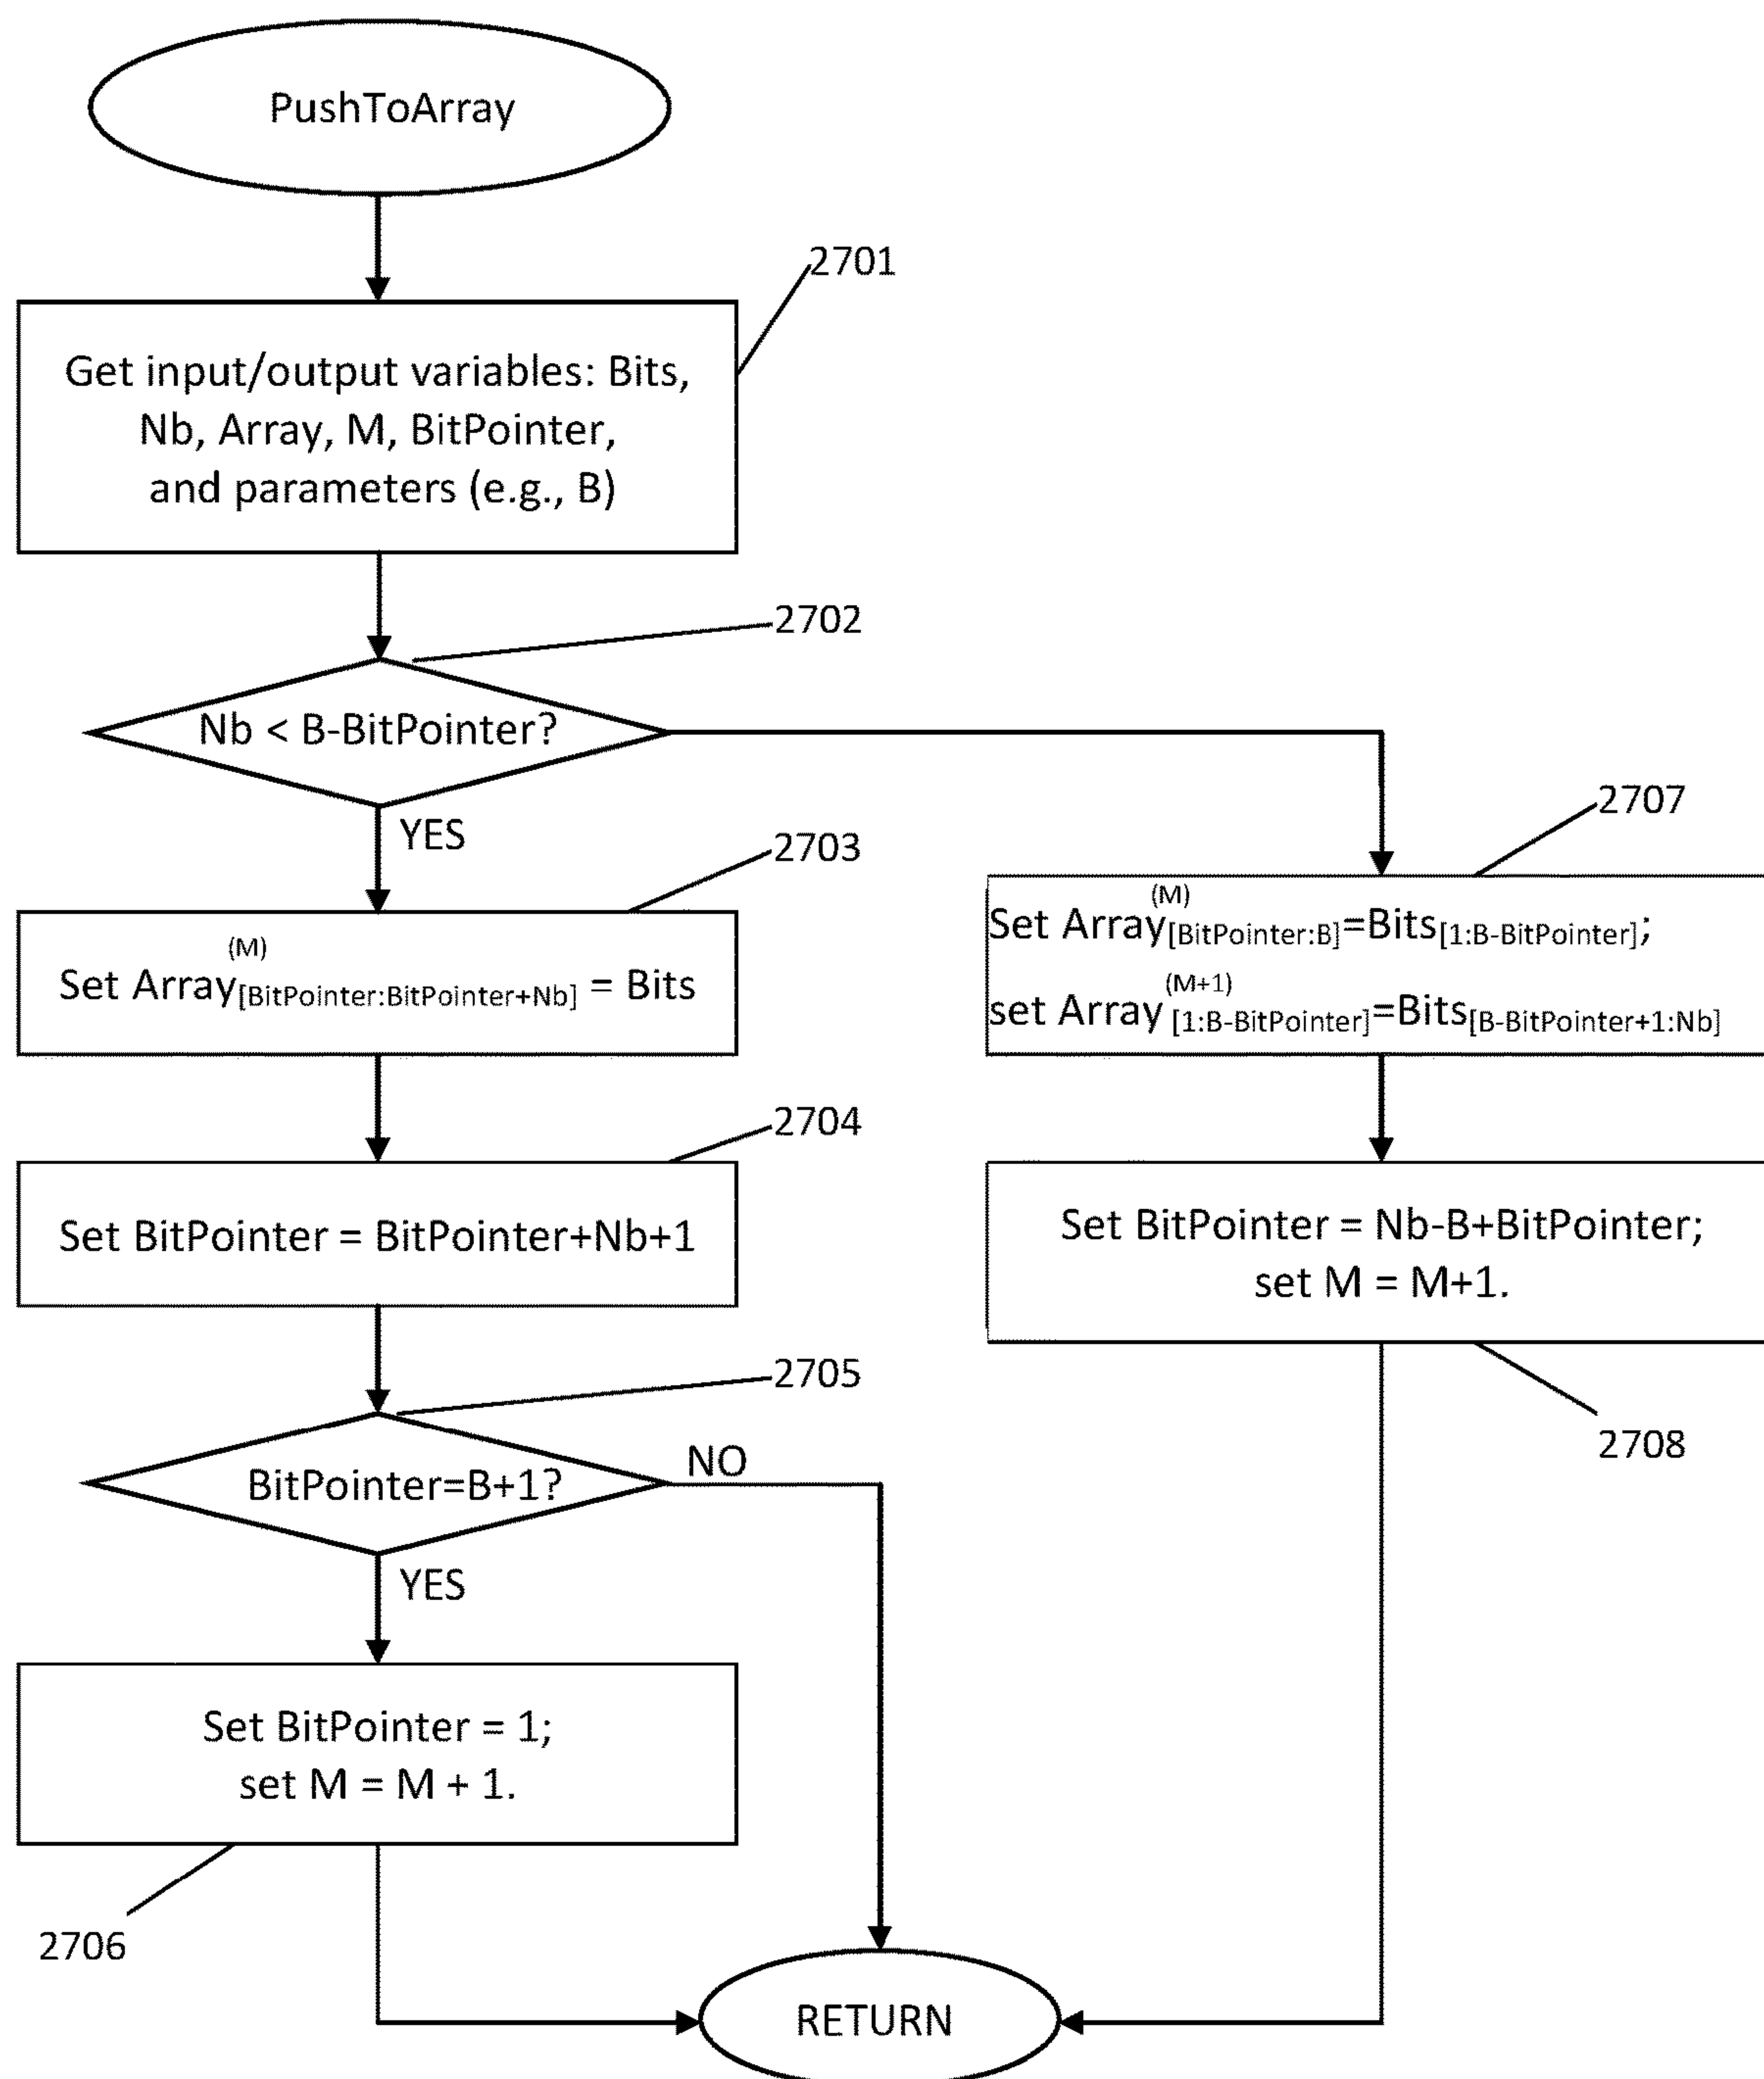 PushToArray
2701
Get input/output variables: Bits,
Nb, Array, M, BitPointer,
and parameters (e.g., B)
2702
Nb < B-BitPointer?
YES
2703
Set Array(M)[BitPointer:BitPointer+Nb] = Bits
2704
Set BitPointer = BitPointer+Nb+1
2705
BitPointer=B+1?
NO
YES
Set BitPointer = 1;
set M = M + 1.
2706
2707
Set Array(M)[BitPointer:B]=Bits[1:B-BitPointer];
set Array(M+1)[1:B-BitPointer]=Bits[B-BitPointer+1:Nb]
Set BitPointer = Nb-B+BitPointer;
set M = M+1.
2708
RETURN